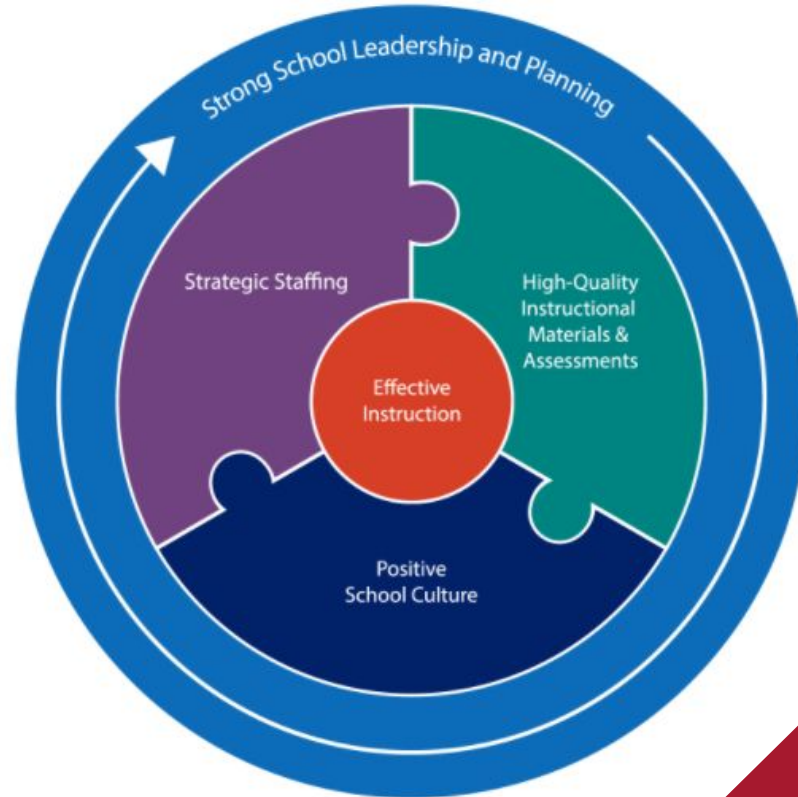 Strong School Leadership and Planning
Strategic Staffing
High-Quality
Instructional
Materials &
Assessments
Effective
Instruction
Positive
School Culture